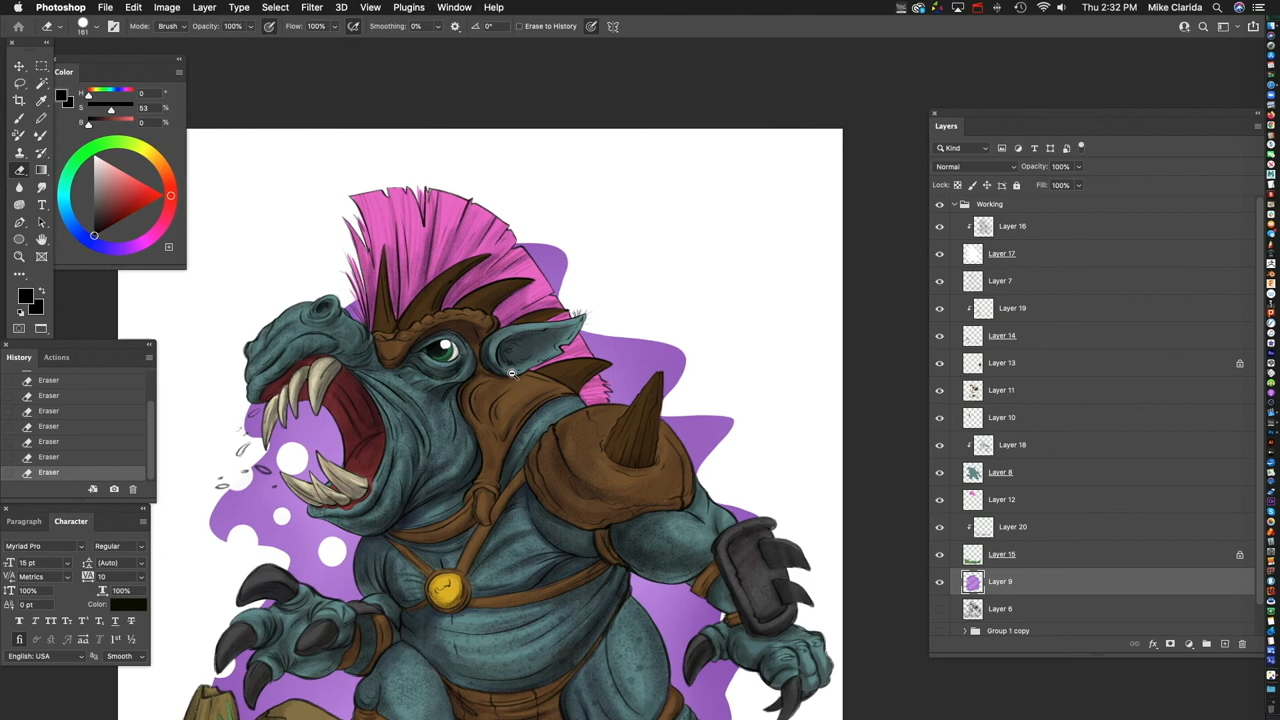 Photoshop File Edit Image Layer Type Select Filter 3D View Plugins Window Help Thu 2:32 PM Mike Clarida
161 Mode: Brush Opacity: 100% Flow: 100% Smoothing: 0% 0° Erase to History
Color
H 0 °
S 53 %
B 0 %
History Actions
Eraser
Eraser
Eraser
Eraser
Eraser
Eraser
Eraser
Paragraph Character
Myriad Pro Regular
15 pt (Auto)
Metrics 10
100% 100%
0 pt Color:
English: USA Smooth
Layers
Kind
Normal Opacity: 100%
Lock: Fill: 100%
Working
Layer 16
Layer 17
Layer 7
Layer 19
Layer 14
Layer 13
Layer 11
Layer 10
Layer 18
Layer 8
Layer 12
Layer 20
Layer 15
Layer 9
Layer 6
Group 1 copy